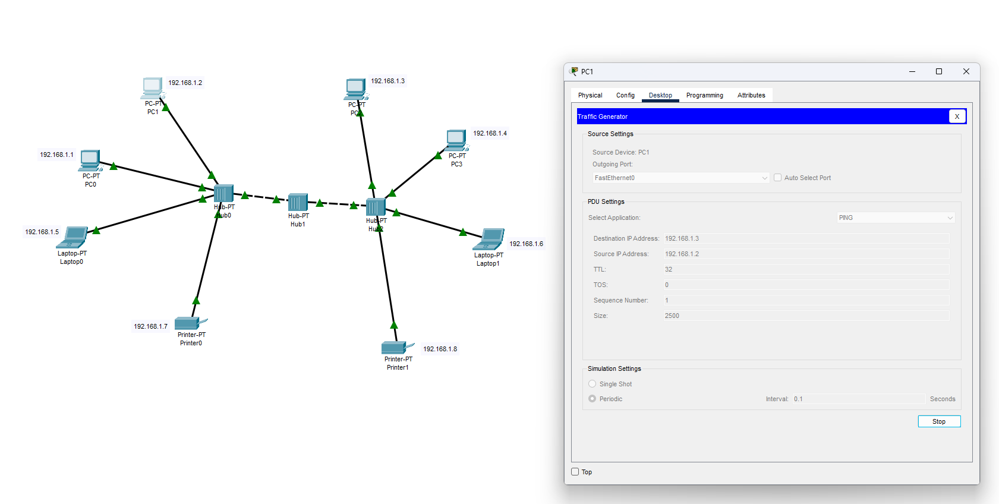 192.168.1.2
PC-PT
PC1
192.168.1.3
PC-PT
PC2
192.168.1.4
PC-PT
PC3
192.168.1.1
PC-PT
PC0
Hub-PT
Hub0
Hub-PT
Hub1
Hub-PT
Hub2
192.168.1.5
Laptop-PT
Laptop0
192.168.1.6
Laptop-PT
Laptop1
192.168.1.7
Printer-PT
Printer0
192.168.1.8
Printer-PT
Printer1
PC1
Physical Config Desktop Programming Attributes
Traffic Generator X
Source Settings
Source Device: PC1
Outgoing Port:
FastEthernet0 Auto Select Port
PDU Settings
Select Application: PING
Destination IP Address: 192.168.1.3
Source IP Address: 192.168.1.2
TTL: 32
TOS: 0
Sequence Number: 1
Size: 2500
Simulation Settings
Single Shot
Periodic Interval: 0.1 Seconds
Stop
Top